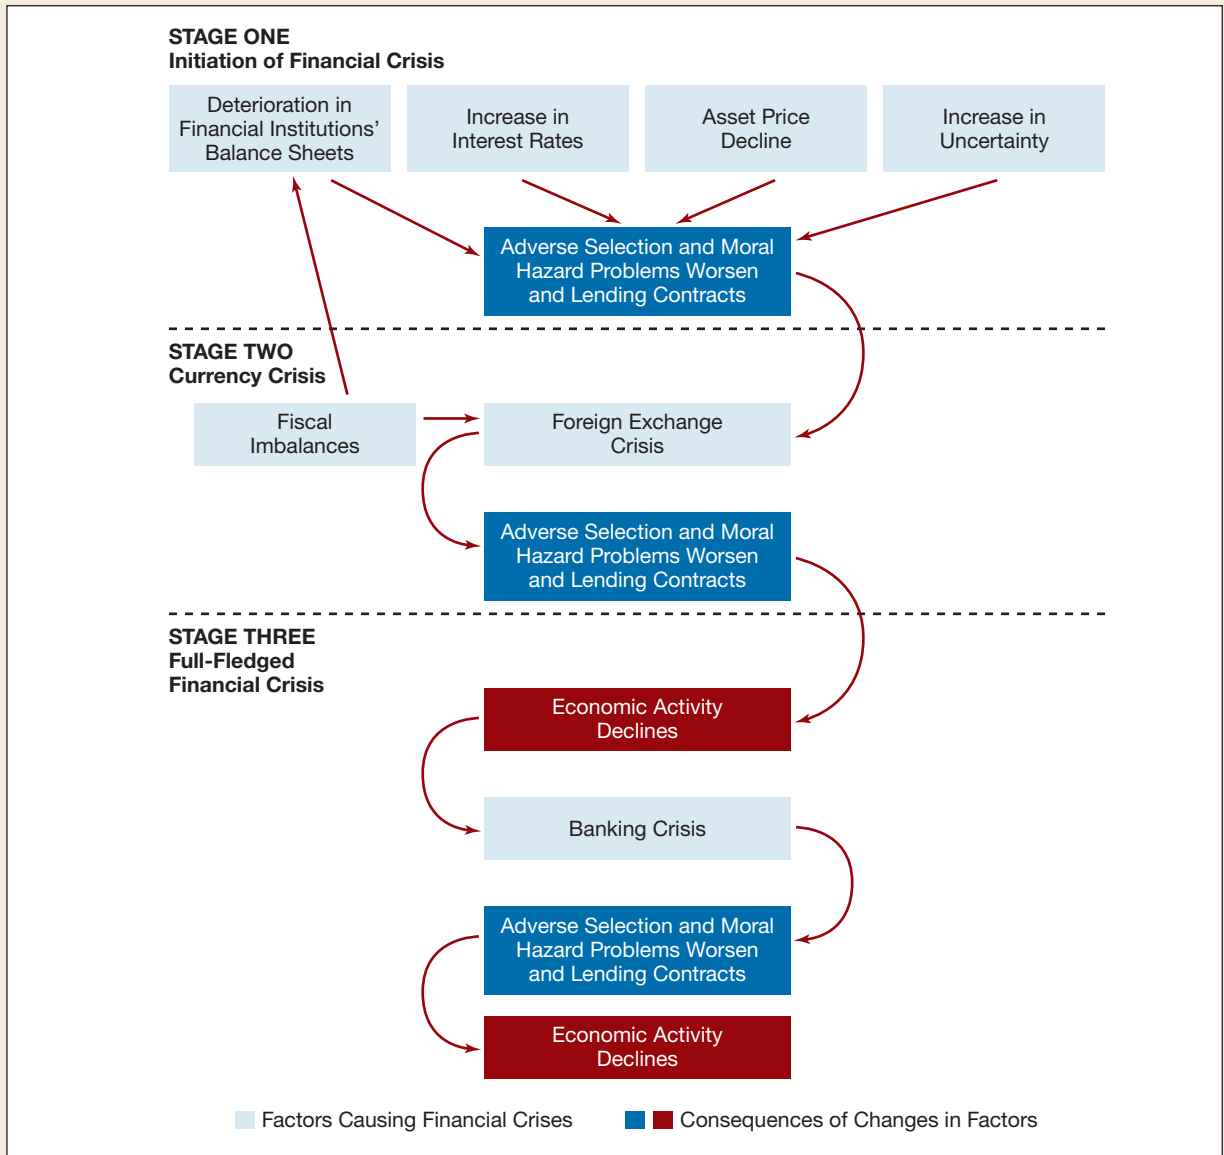 STAGE ONE
Initiation of Financial Crisis
Deterioration in
Financial Institutions’
Balance Sheets
Increase in
Interest Rates
Asset Price
Decline
Increase in
Uncertainty
Adverse Selection and Moral
Hazard Problems Worsen
and Lending Contracts
STAGE TWO
Currency Crisis
Fiscal
Imbalances
Foreign Exchange
Crisis
Adverse Selection and Moral
Hazard Problems Worsen
and Lending Contracts
STAGE THREE
Full-Fledged
Financial Crisis
Economic Activity
Declines
Banking Crisis
Adverse Selection and Moral
Hazard Problems Worsen
and Lending Contracts
Economic Activity
Declines
Factors Causing Financial Crises
Consequences of Changes in Factors